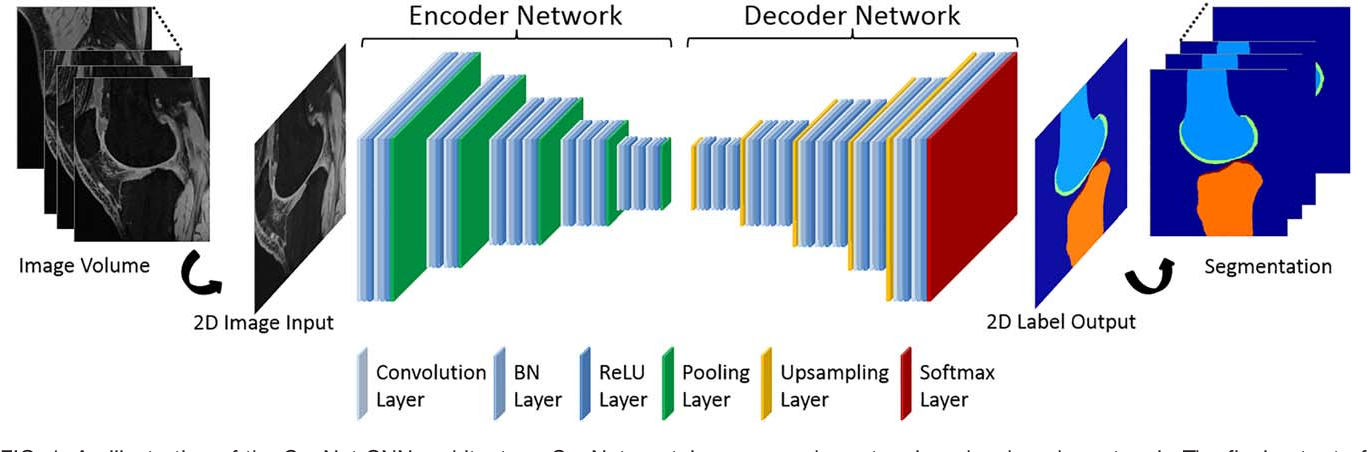 Encoder Network
Decoder Network
Image Volume
2D Image Input
2D Label Output
Segmentation
Convolution
Layer
BN
Layer
ReLU
Layer
Pooling
Layer
Upsampling
Layer
Softmax
Layer